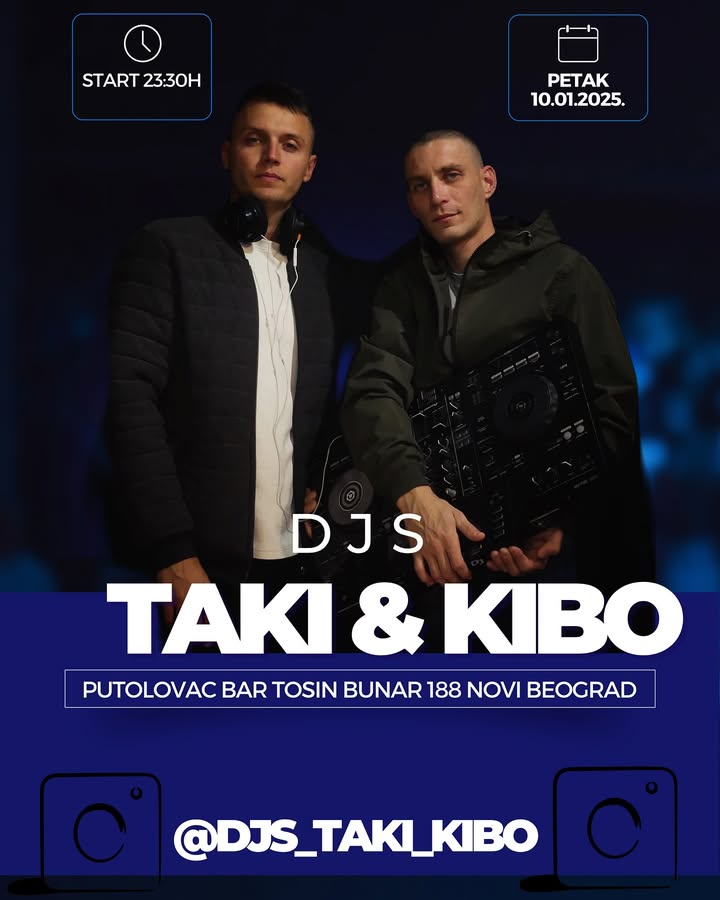 START 23:30H
PETAK
10.01.2025.
DJS
TAKI & KIBO
PUTOLOVAC BAR TOSIN BUNAR 188 NOVI BEOGRAD
@DJS_TAKI_KIBO